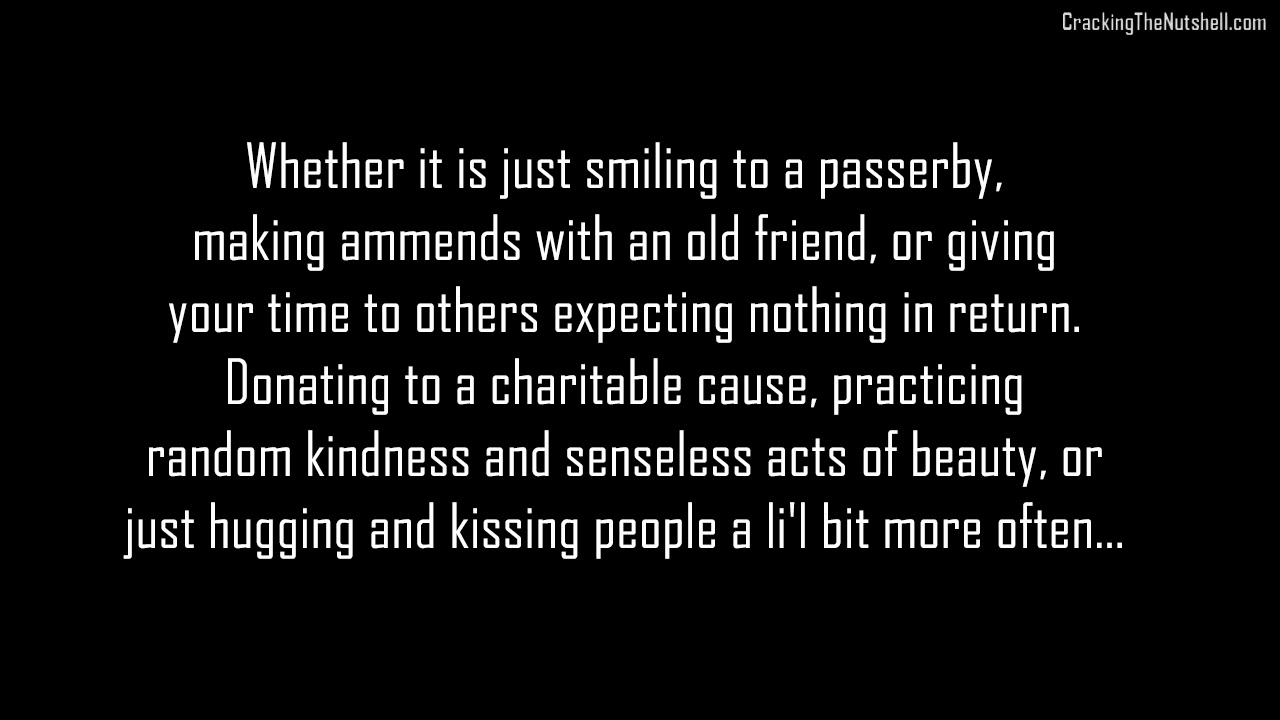 CrackingTheNutshell.com
Whether it is just smiling to a passerby,
making ammends with an old friend, or giving
your time to others expecting nothing in return.
Donating to a charitable cause, practicing
random kindness and senseless acts of beauty, or
just hugging and kissing people a li'l bit more often...